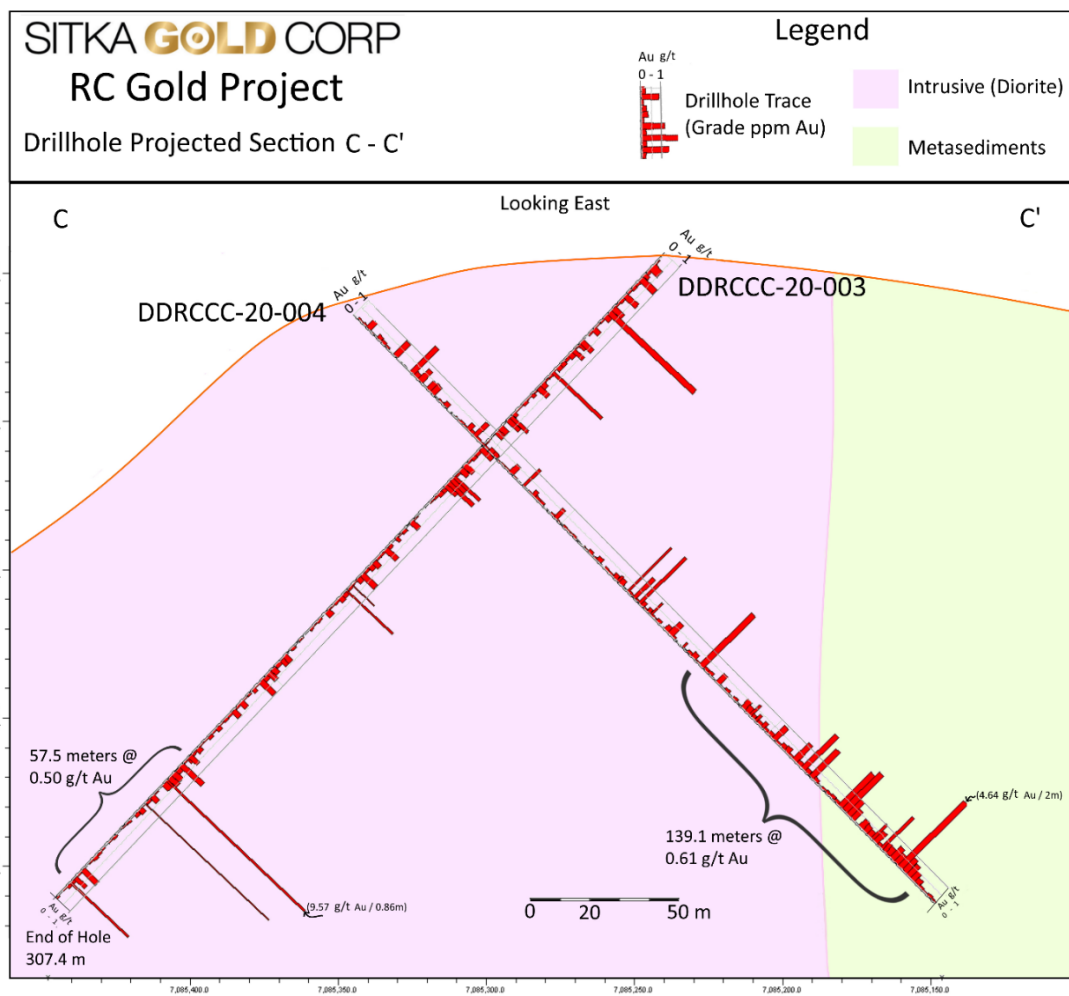 SITKA GOLD CORP
RC Gold Project
Drillhole Projected Section C - C'
Legend
Au g/t
0 - 1
Drillhole Trace
(Grade ppm Au)
Intrusive (Diorite)
Metasediments
Looking East
C
C'
Au g/t
0 - 1
DDRCCC-20-004
Au g/t
0 - 1
DDRCCC-20-003
57.5 meters @
0.50 g/t Au
139.1 meters @
0.61 g/t Au
(4.64 g/t Au / 2m)
(9.57 g/t Au / 0.86m)
Au g/t
0 - 1
End of Hole
307.4 m
Au g/t
0 - 1
0 20 50 m
7,085,400.0 7,085,350.0 7,085,300.0 7,085,250.0 7,085,200.0 7,085,150.0